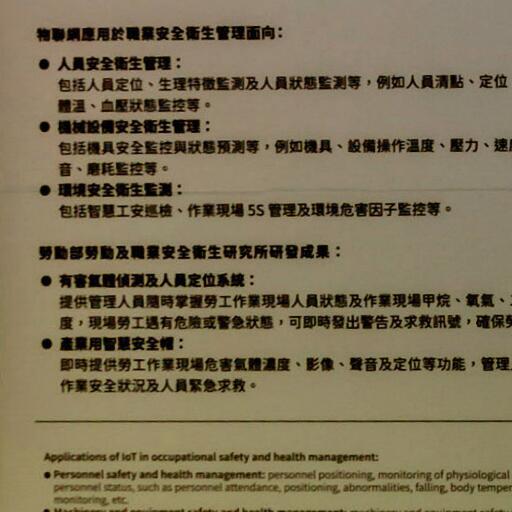 物聯網應用於職業安全衛生管理面向：
● 人員安全衛生管理：
包括人員定位、生理特徵監測及人員狀態監測等，例如人員清點、定位
體溫、血壓狀態監控等。
● 機械設備安全衛生管理：
包括機具安全監控與狀態預測等，例如機具、設備操作溫度、壓力、速
音、磨耗監控等。
● 環境安全衛生監測：
包括智慧工安巡檢、作業現場 5S 管理及環境危害因子監控等。
勞動部勞動及職業安全衛生研究所研發成果：
● 有害氣體偵測及人員定位系統：
提供管理人員隨時掌握勞工作業現場人員狀態及作業現場甲烷、氧氣、
度，現場勞工遇有危險或警急狀態，可即時發出警告及求救訊號，確保
● 產業用智慧安全帽：
即時提供勞工作業現場危害氣體濃度、影像、聲音及定位等功能，管理
作業安全狀況及人員緊急求救。
Applications of IoT in occupational safety and health management:
● Personnel safety and health management: personnel positioning, monitoring of physiological
personnel status, such as personnel attendance, positioning, abnormalities, falling, body temper
monitoring, etc.
● Machinery and equipment safety and health management: